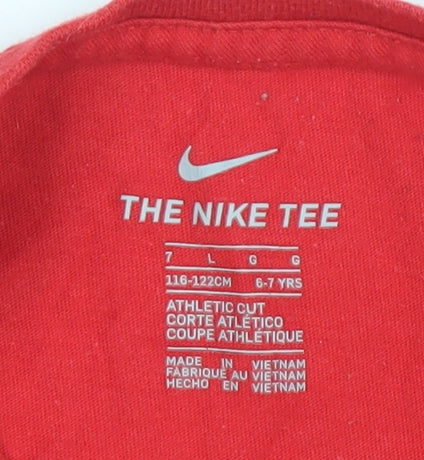 THE NIKE TEE
7 L G G
116-122CM 6-7 YRS
ATHLETIC CUT
CORTE ATLÉTICO
COUPE ATHLÉTIQUE
MADE IN VIETNAM
FABRIQUÉ AU VIETNAM
HECHO EN VIETNAM